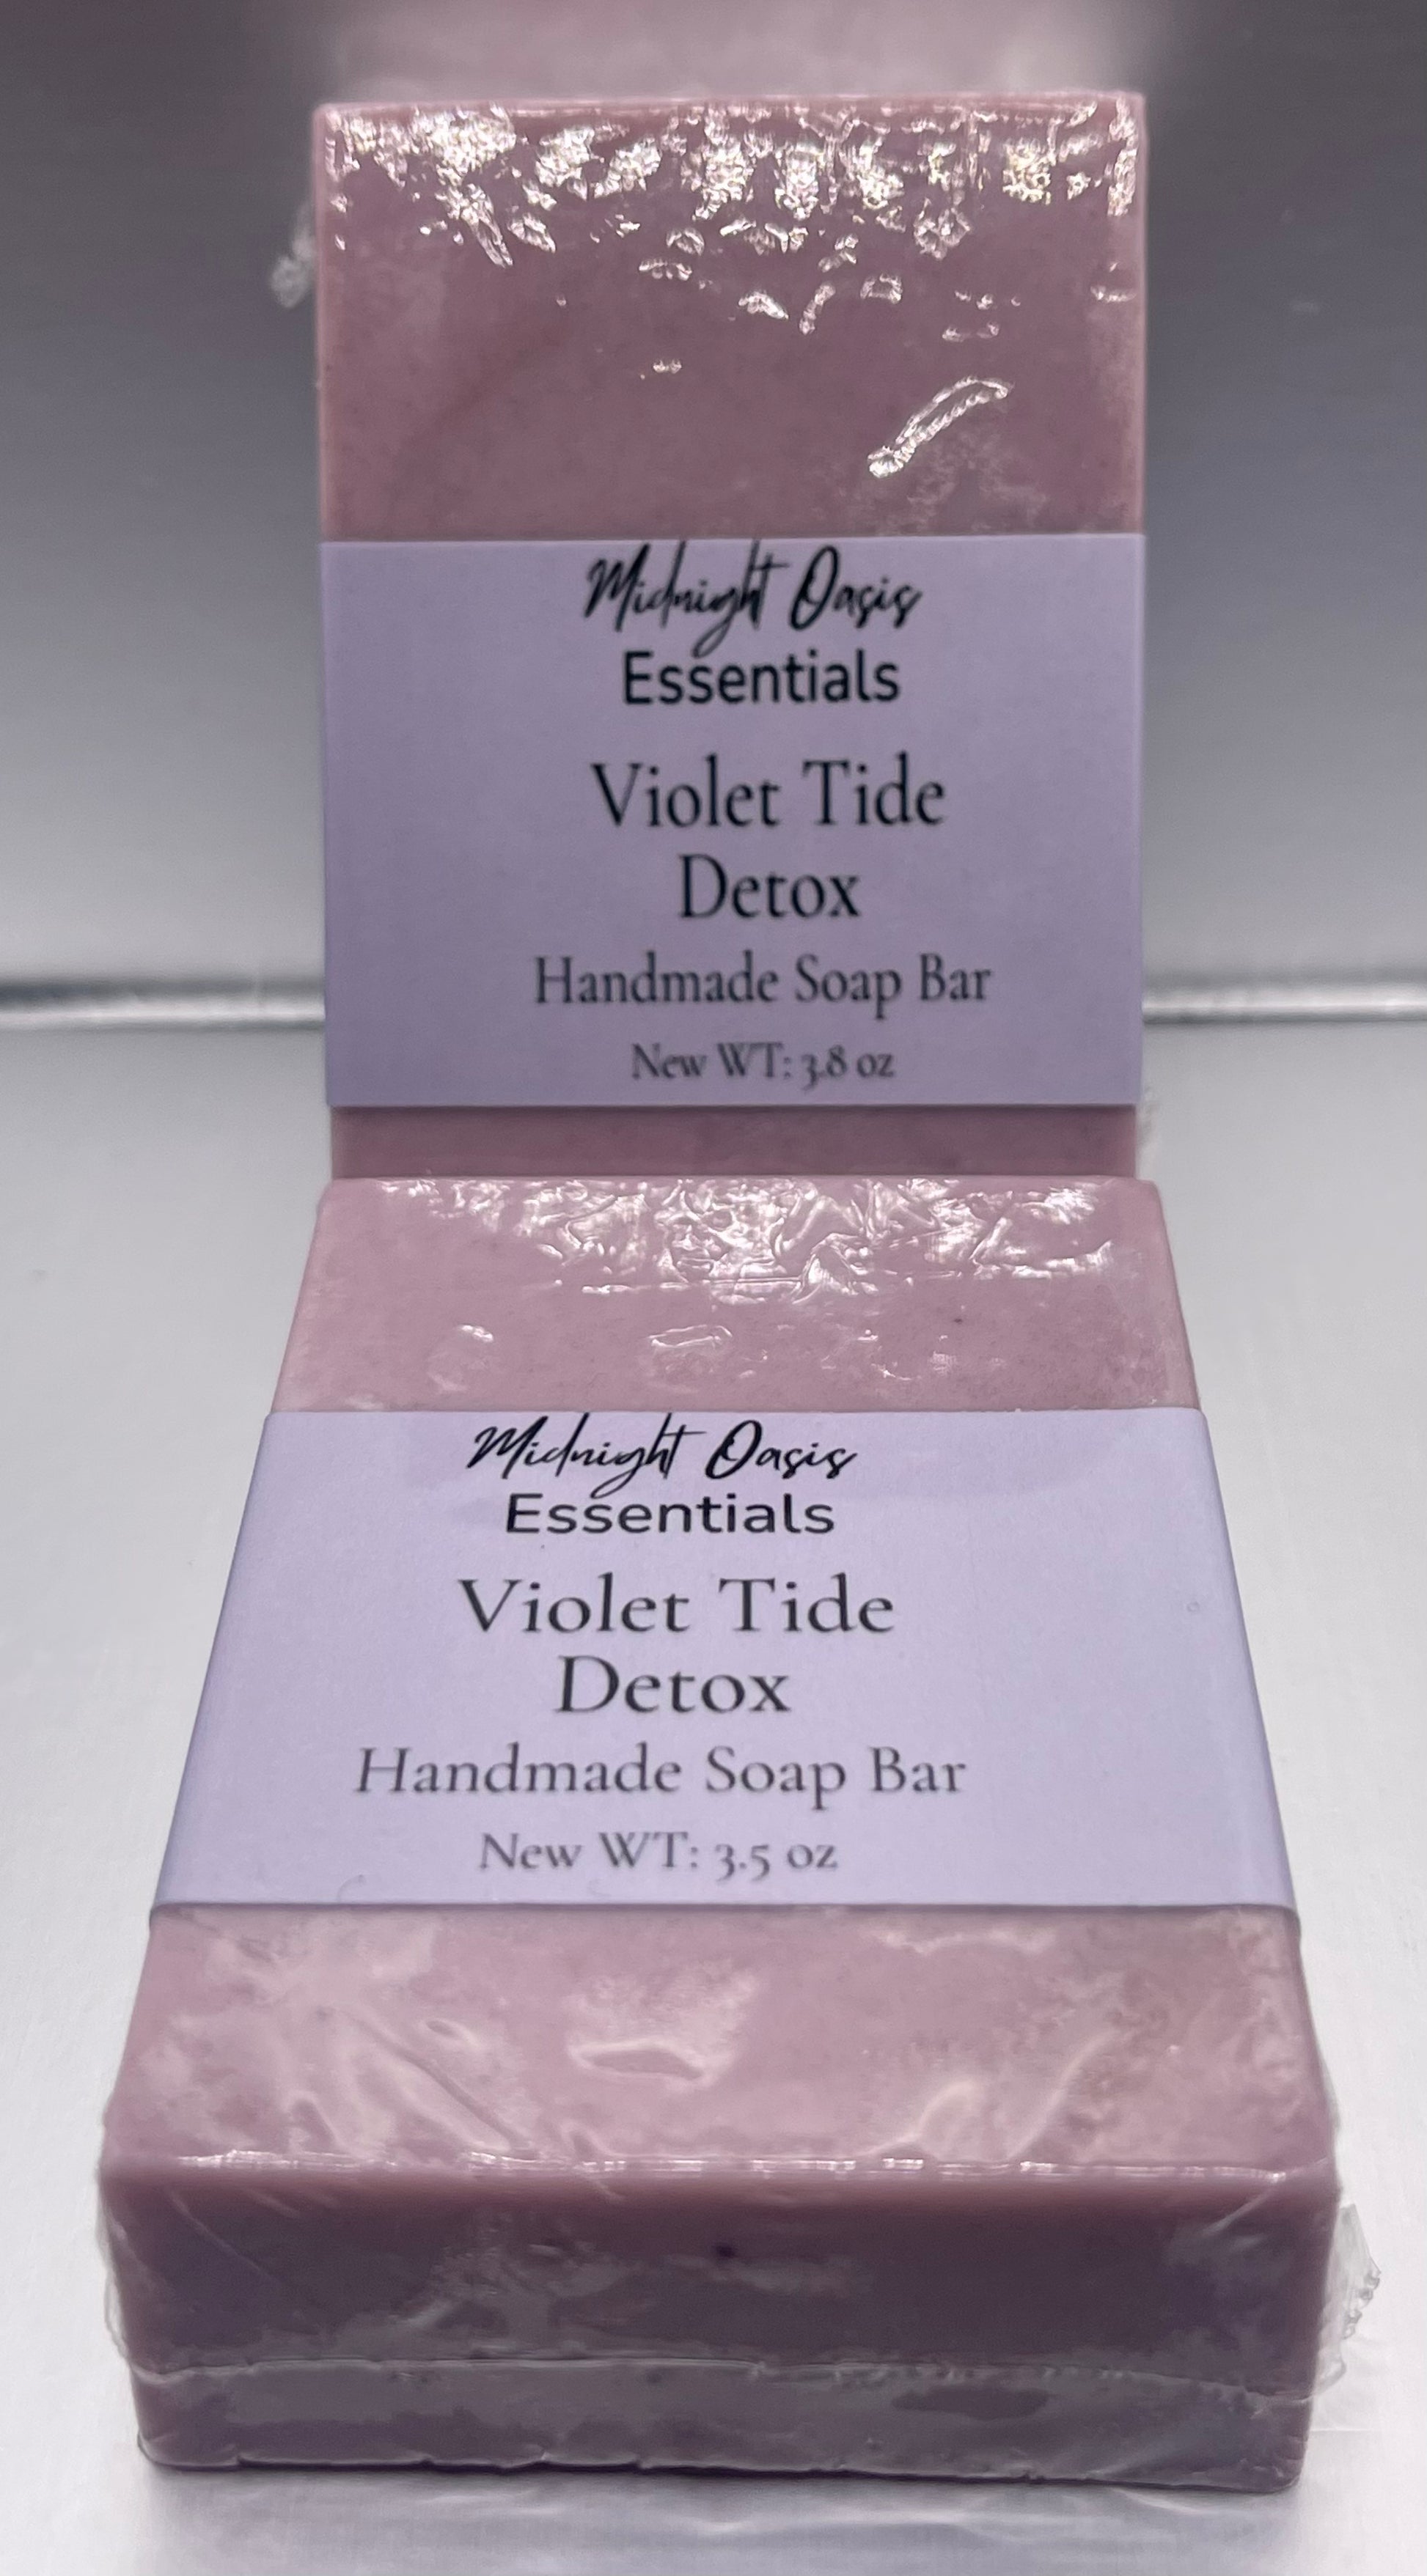 Midnight Oasis
Essentials
Violet Tide
Detox
Handmade Soap Bar
New WT: 3.8 oz
Midnight Oasis
Essentials
Violet Tide
Detox
Handmade Soap Bar
New WT: 3.5 oz